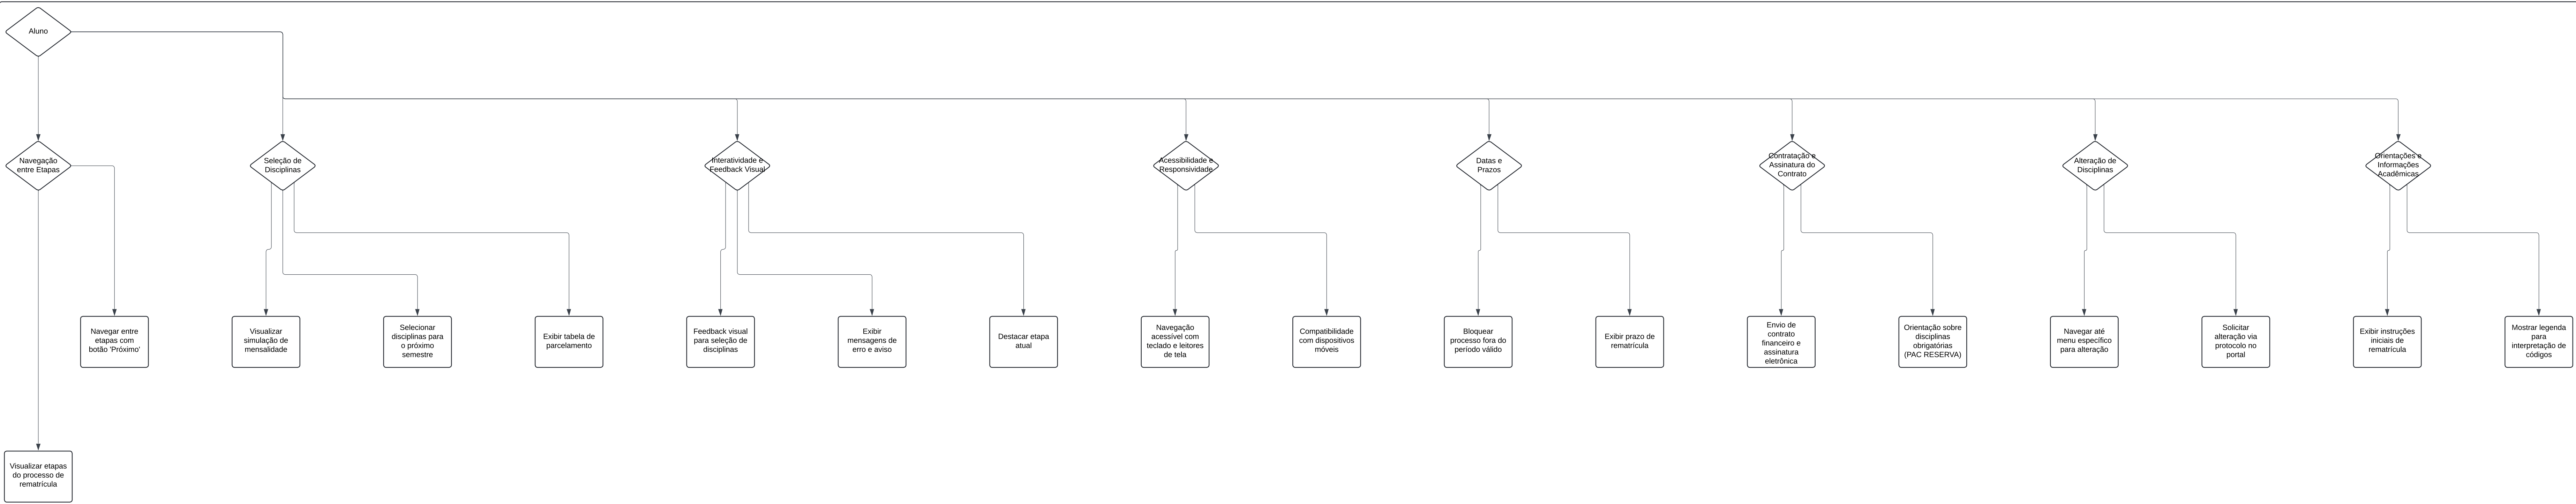 Aluno
Navegação
entre Etapas
Seleção de
Disciplinas
Interatividade e
Feedback Visual
Acessibilidade e
Responsividade
Datas e
Prazos
Contratação e
Assinatura do
Contrato
Alteração de
Disciplinas
Orientações e
Informações
Acadêmicas
Navegar entre
etapas com
botão 'Próximo'
Visualizar
simulação de
mensalidade
Selecionar
disciplinas para
o próximo
semestre
Exibir tabela de
parcelamento
Feedback visual
para seleção de
disciplinas
Exibir
mensagens de
erro e aviso
Destacar etapa
atual
Navegação
acessível com
teclado e leitores
de tela
Compatibilidade
com dispositivos
móveis
Bloquear
processo fora do
período válido
Exibir prazo de
rematrícula
Envio de
contrato
financeiro e
assinatura
eletrônica
Orientação sobre
disciplinas
obrigatórias
(PAC RESERVA)
Navegar até
menu específico
para alteração
Solicitar
alteração via
protocolo no
portal
Exibir instruções
iniciais de
rematrícula
Mostrar legenda
para
interpretação de
códigos
Visualizar etapas
do processo de
rematrícula